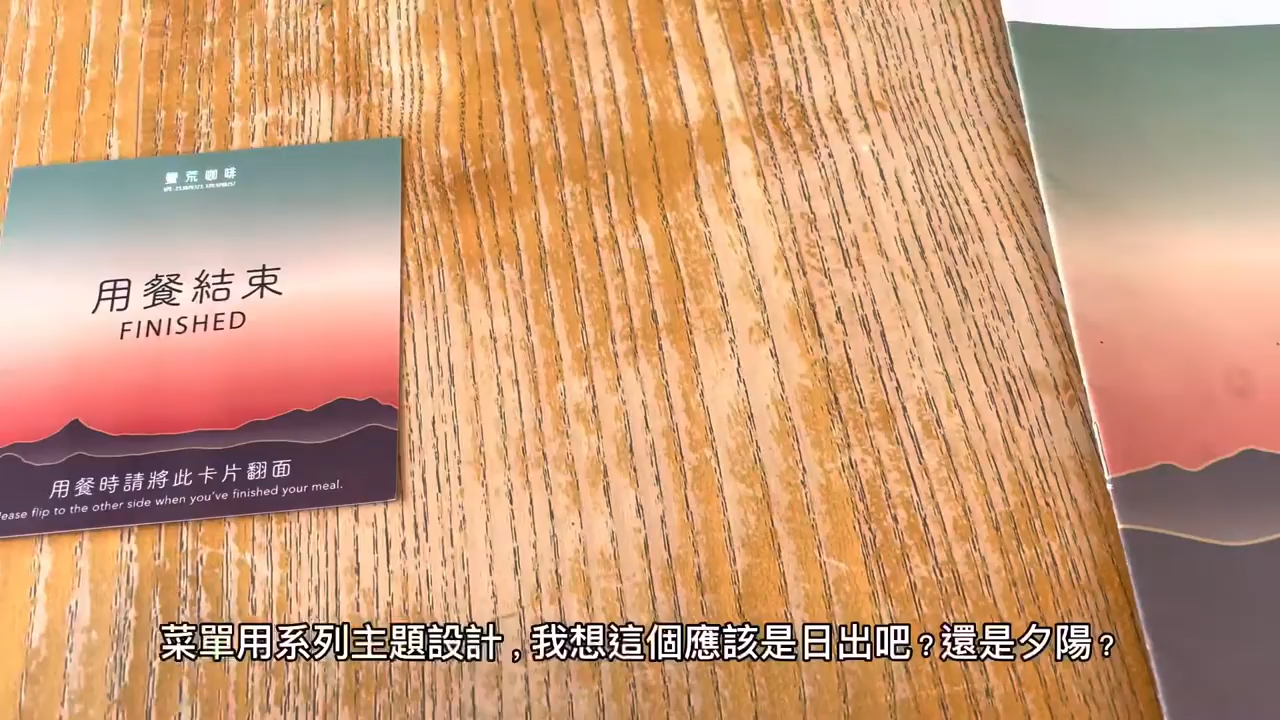 蠻荒咖啡
用餐結束
FINISHED
用餐時請將此卡片翻面
lease flip to the other side when you've finished your meal.
菜單用系列主題設計，我想這個應該是日出吧？還是夕陽？